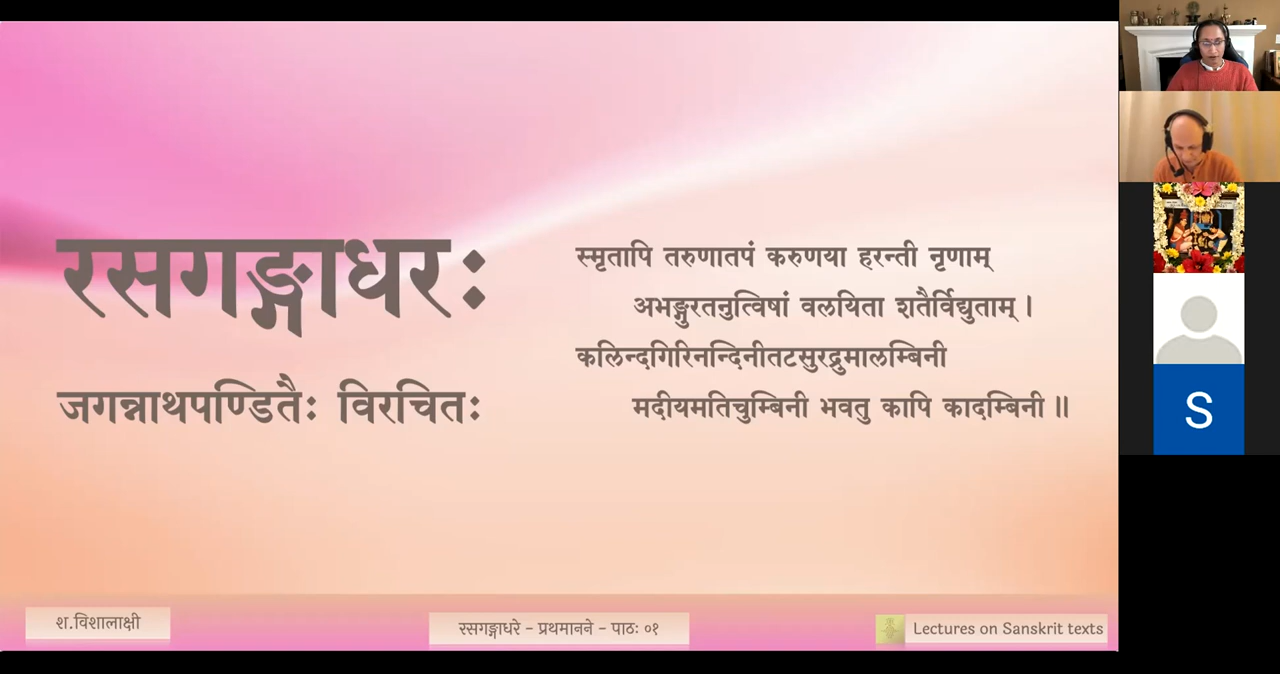 रसगङ्गाधरः
जगन्नाथपण्डितैः विरचितः
स्मृतापि तरुणातपं करुणया हरन्ती नृणाम्
अभङ्गुरतनुत्विषां वलयिता शतैर्विद्युताम् ।
कलिन्दगिरिनन्दिनीतटसुरद्रुमालम्बिनी
मदीयमतिचुम्बिनी भवतु कापि कादम्बिनी ॥
श.विशालाक्षी
रसगङ्गाधरे - प्रथमानने - पाठः ०१
Lectures on Sanskrit texts
S